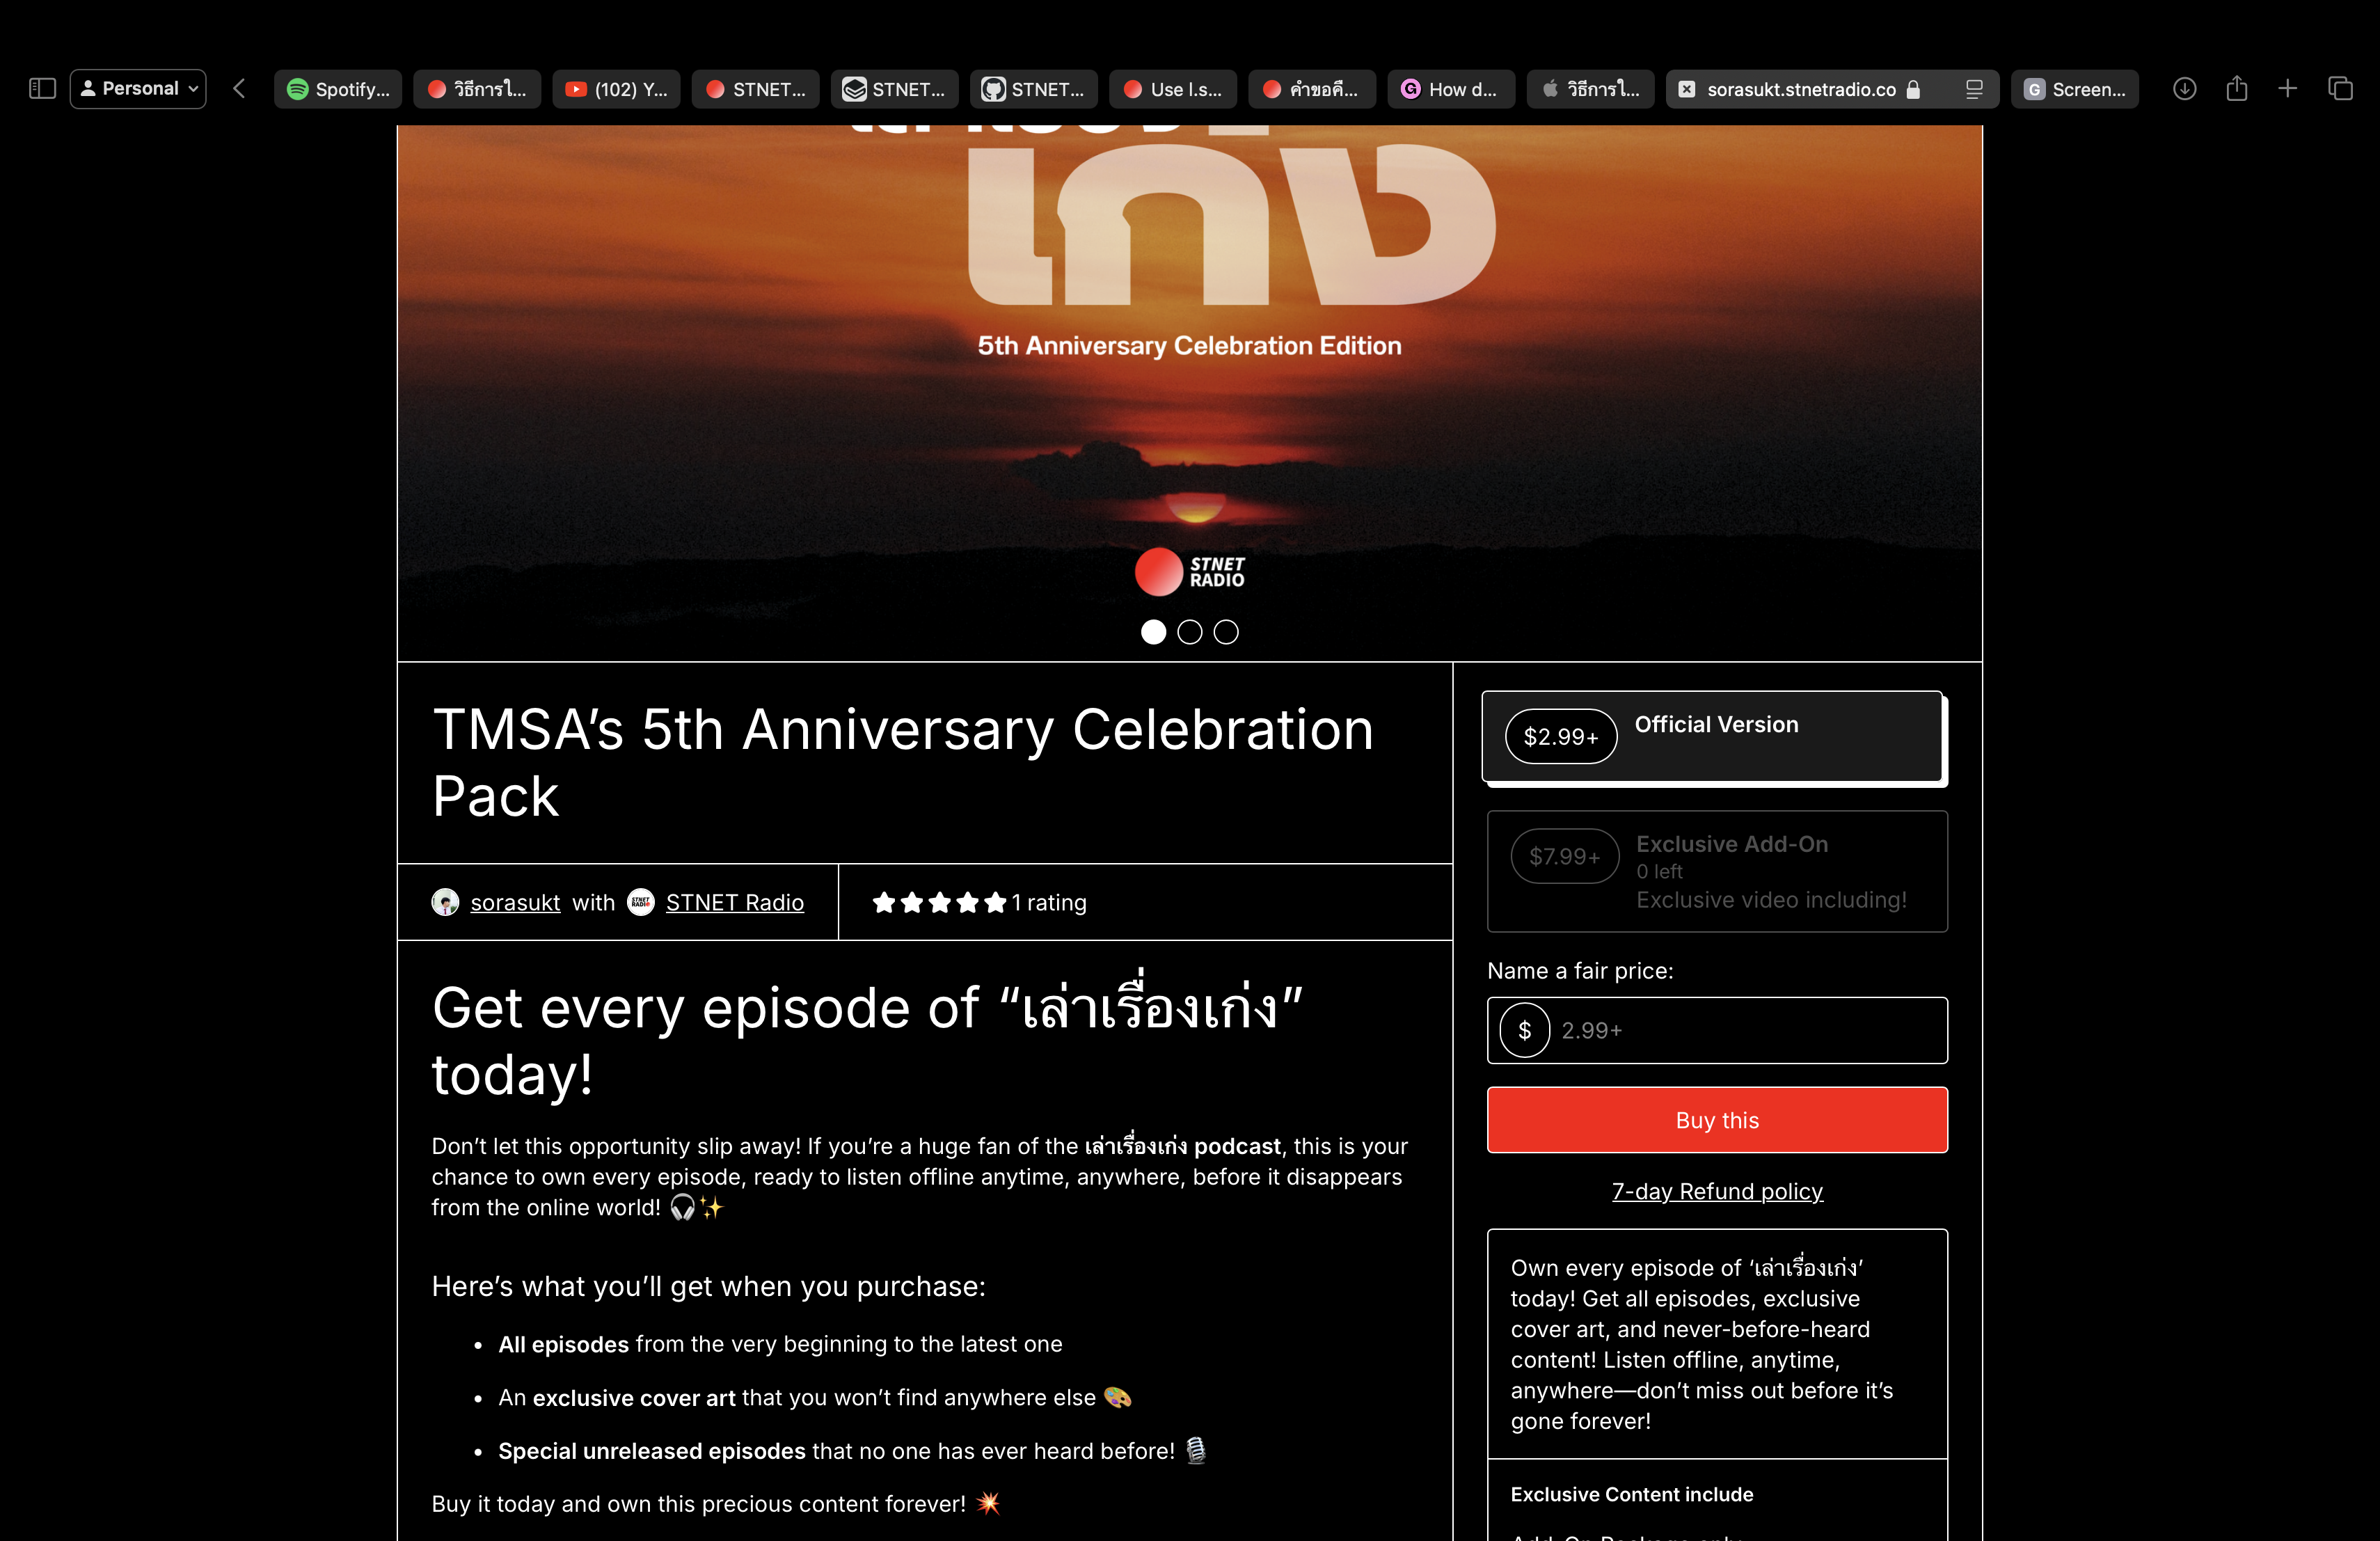 Personal
Spotify...
วิธีการใ...
(102) Y...
STNET...
STNET...
STNET...
Use l.s...
คำขอคื...
How d...
วิธีการใ...
sorasukt.stnetradio.co
Screen...
เก่ง
5th Anniversary Celebration Edition
STNET
RADIO
TMSA’s 5th Anniversary Celebration
Pack
sorasukt with STNET Radio
1 rating
Get every episode of “เล่าเรื่องเก่ง”
today!
Don’t let this opportunity slip away! If you’re a huge fan of the เล่าเรื่องเก่ง podcast, this is your
chance to own every episode, ready to listen offline anytime, anywhere, before it disappears
from the online world! 🎧✨
Here’s what you’ll get when you purchase:
• All episodes from the very beginning to the latest one
• An exclusive cover art that you won’t find anywhere else 🎨
• Special unreleased episodes that no one has ever heard before! 🎙️
Buy it today and own this precious content forever! 💥
$2.99+ Official Version
$7.99+ Exclusive Add-On
0 left
Exclusive video including!
Name a fair price:
$ 2.99+
Buy this
7-day Refund policy
Own every episode of ‘เล่าเรื่องเก่ง’
today! Get all episodes, exclusive
cover art, and never-before-heard
content! Listen offline, anytime,
anywhere—don’t miss out before it’s
gone forever!
Exclusive Content include